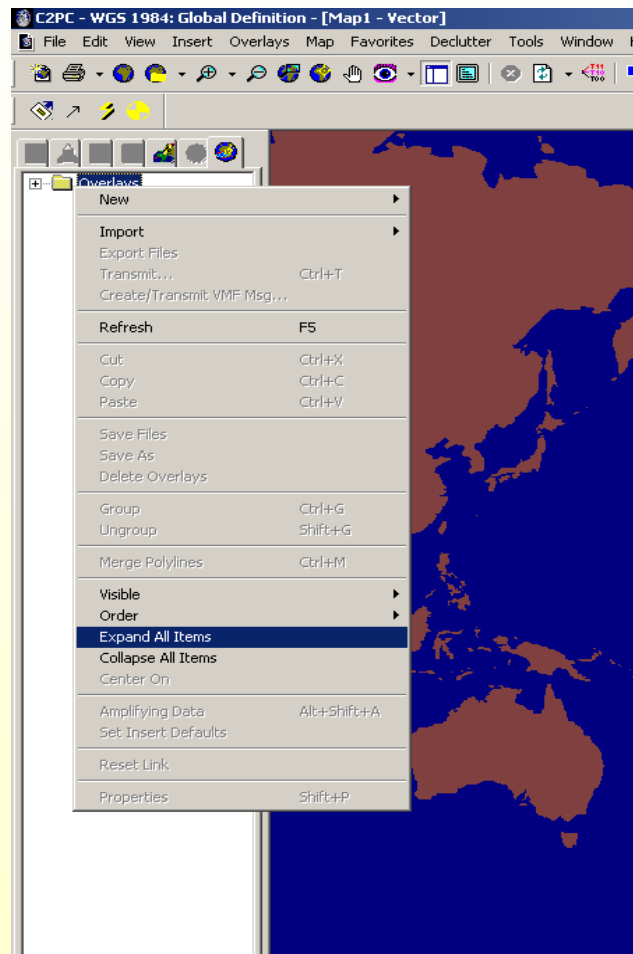 C2PC - WGS 1984: Global Definition - [Map1 - Vector]
File Edit View Insert Overlays Map Favorites Declutter Tools Window
Overlays
New
Import
Export Files
Transmit... Ctrl+T
Create/Transmit VMF Msg...
Refresh F5
Cut Ctrl+X
Copy Ctrl+C
Paste Ctrl+V
Save Files
Save As
Delete Overlays
Group Ctrl+G
Ungroup Shift+G
Merge Polylines Ctrl+M
Visible
Order
Expand All Items
Collapse All Items
Center On
Amplifying Data Alt+Shift+A
Set Insert Defaults
Reset Link
Properties Shift+P